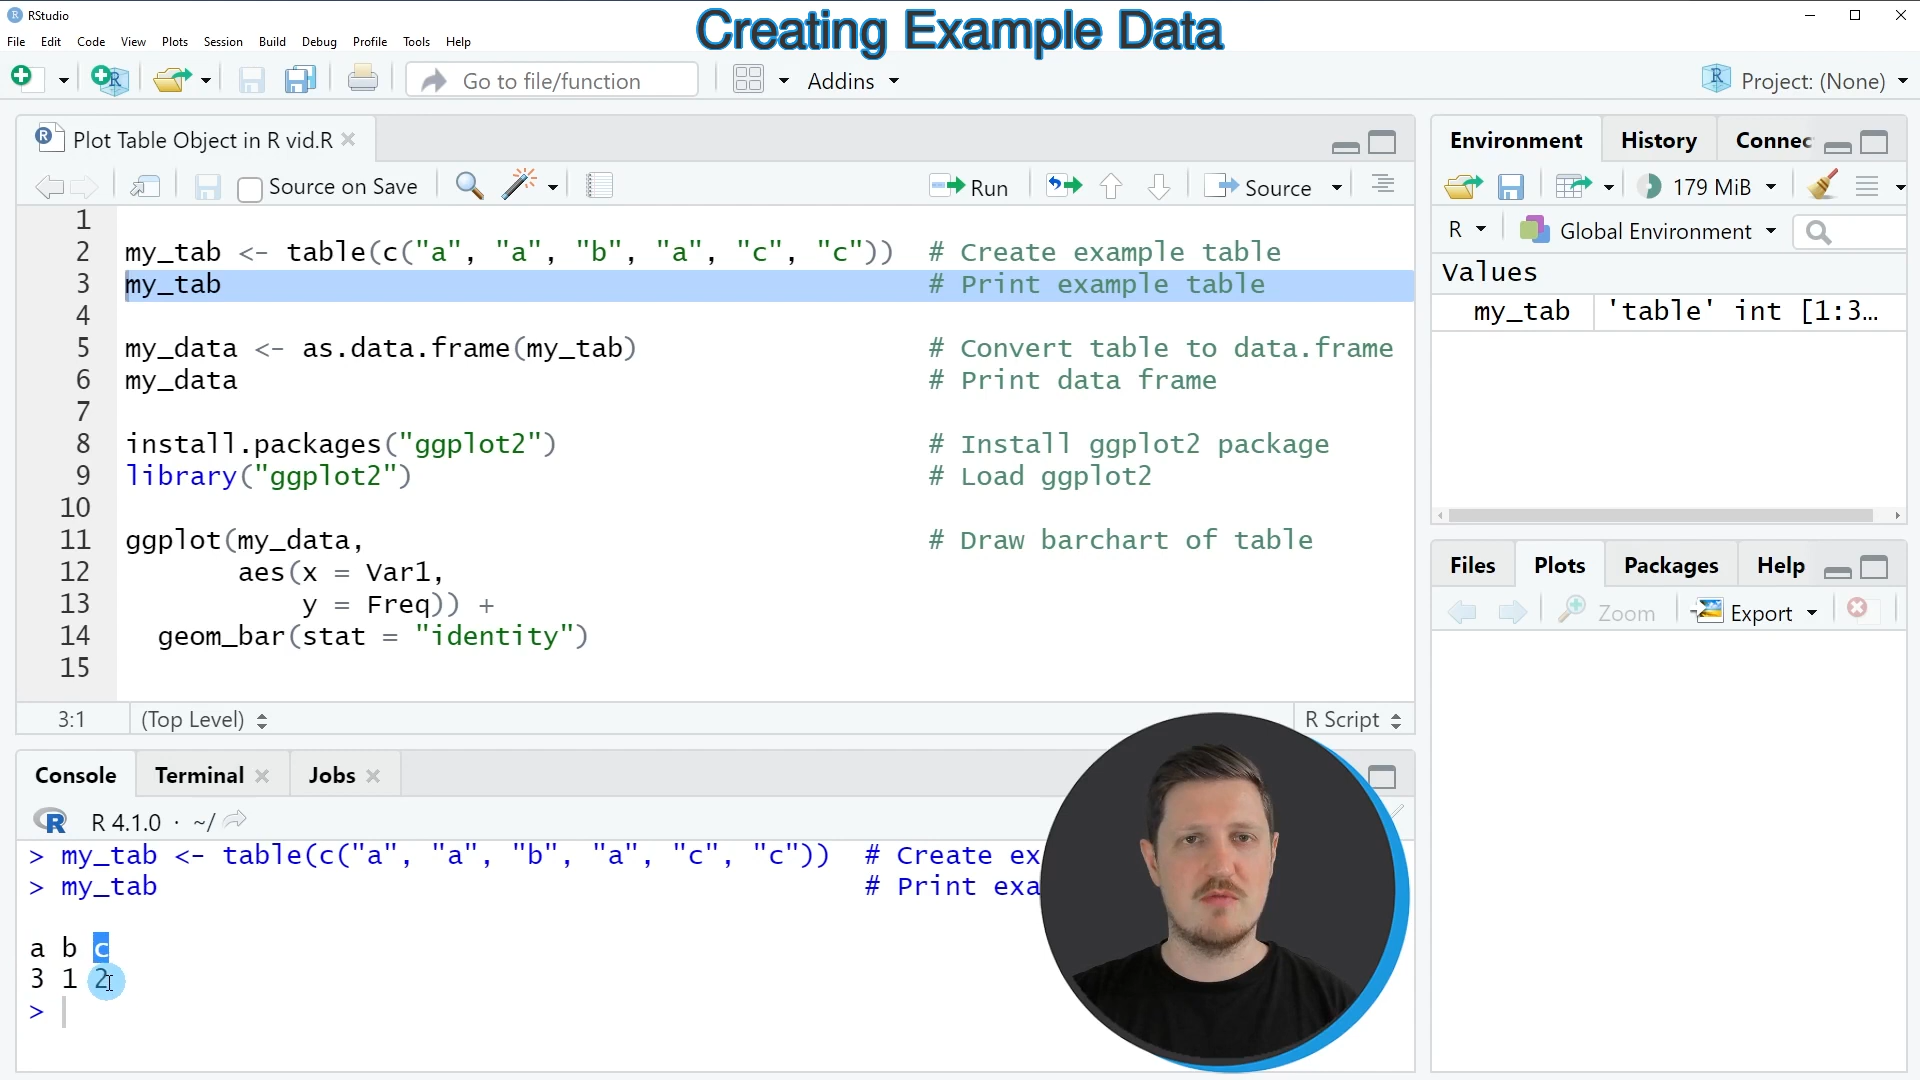 RStudio
Creating Example Data
File Edit Code View Plots Session Build Debug Profile Tools Help
Go to file/function Addins Project: (None)
Plot Table Object in R vid.R
Source on Save Run Source
1
2 my_tab <- table(c("a", "a", "b", "a", "c", "c")) # Create example table
3 my_tab # Print example table
4
5 my_data <- as.data.frame(my_tab) # Convert table to data.frame
6 my_data # Print data frame
7
8 install.packages("ggplot2") # Install ggplot2 package
9 library("ggplot2") # Load ggplot2
10
11 ggplot(my_data, # Draw barchart of table
12 aes(x = Var1,
13 y = Freq)) +
14 geom_bar(stat = "identity")
15
3:1 (Top Level) R Script
Console Terminal Jobs
R 4.1.0 · ~/
> my_tab <- table(c("a", "a", "b", "a", "c", "c")) # Create ex
> my_tab # Print exa
a b c
3 1 2
>
Environment History Connec
179 MiB
R Global Environment
Values
my_tab 'table' int [1:3...
Files Plots Packages Help
Zoom Export